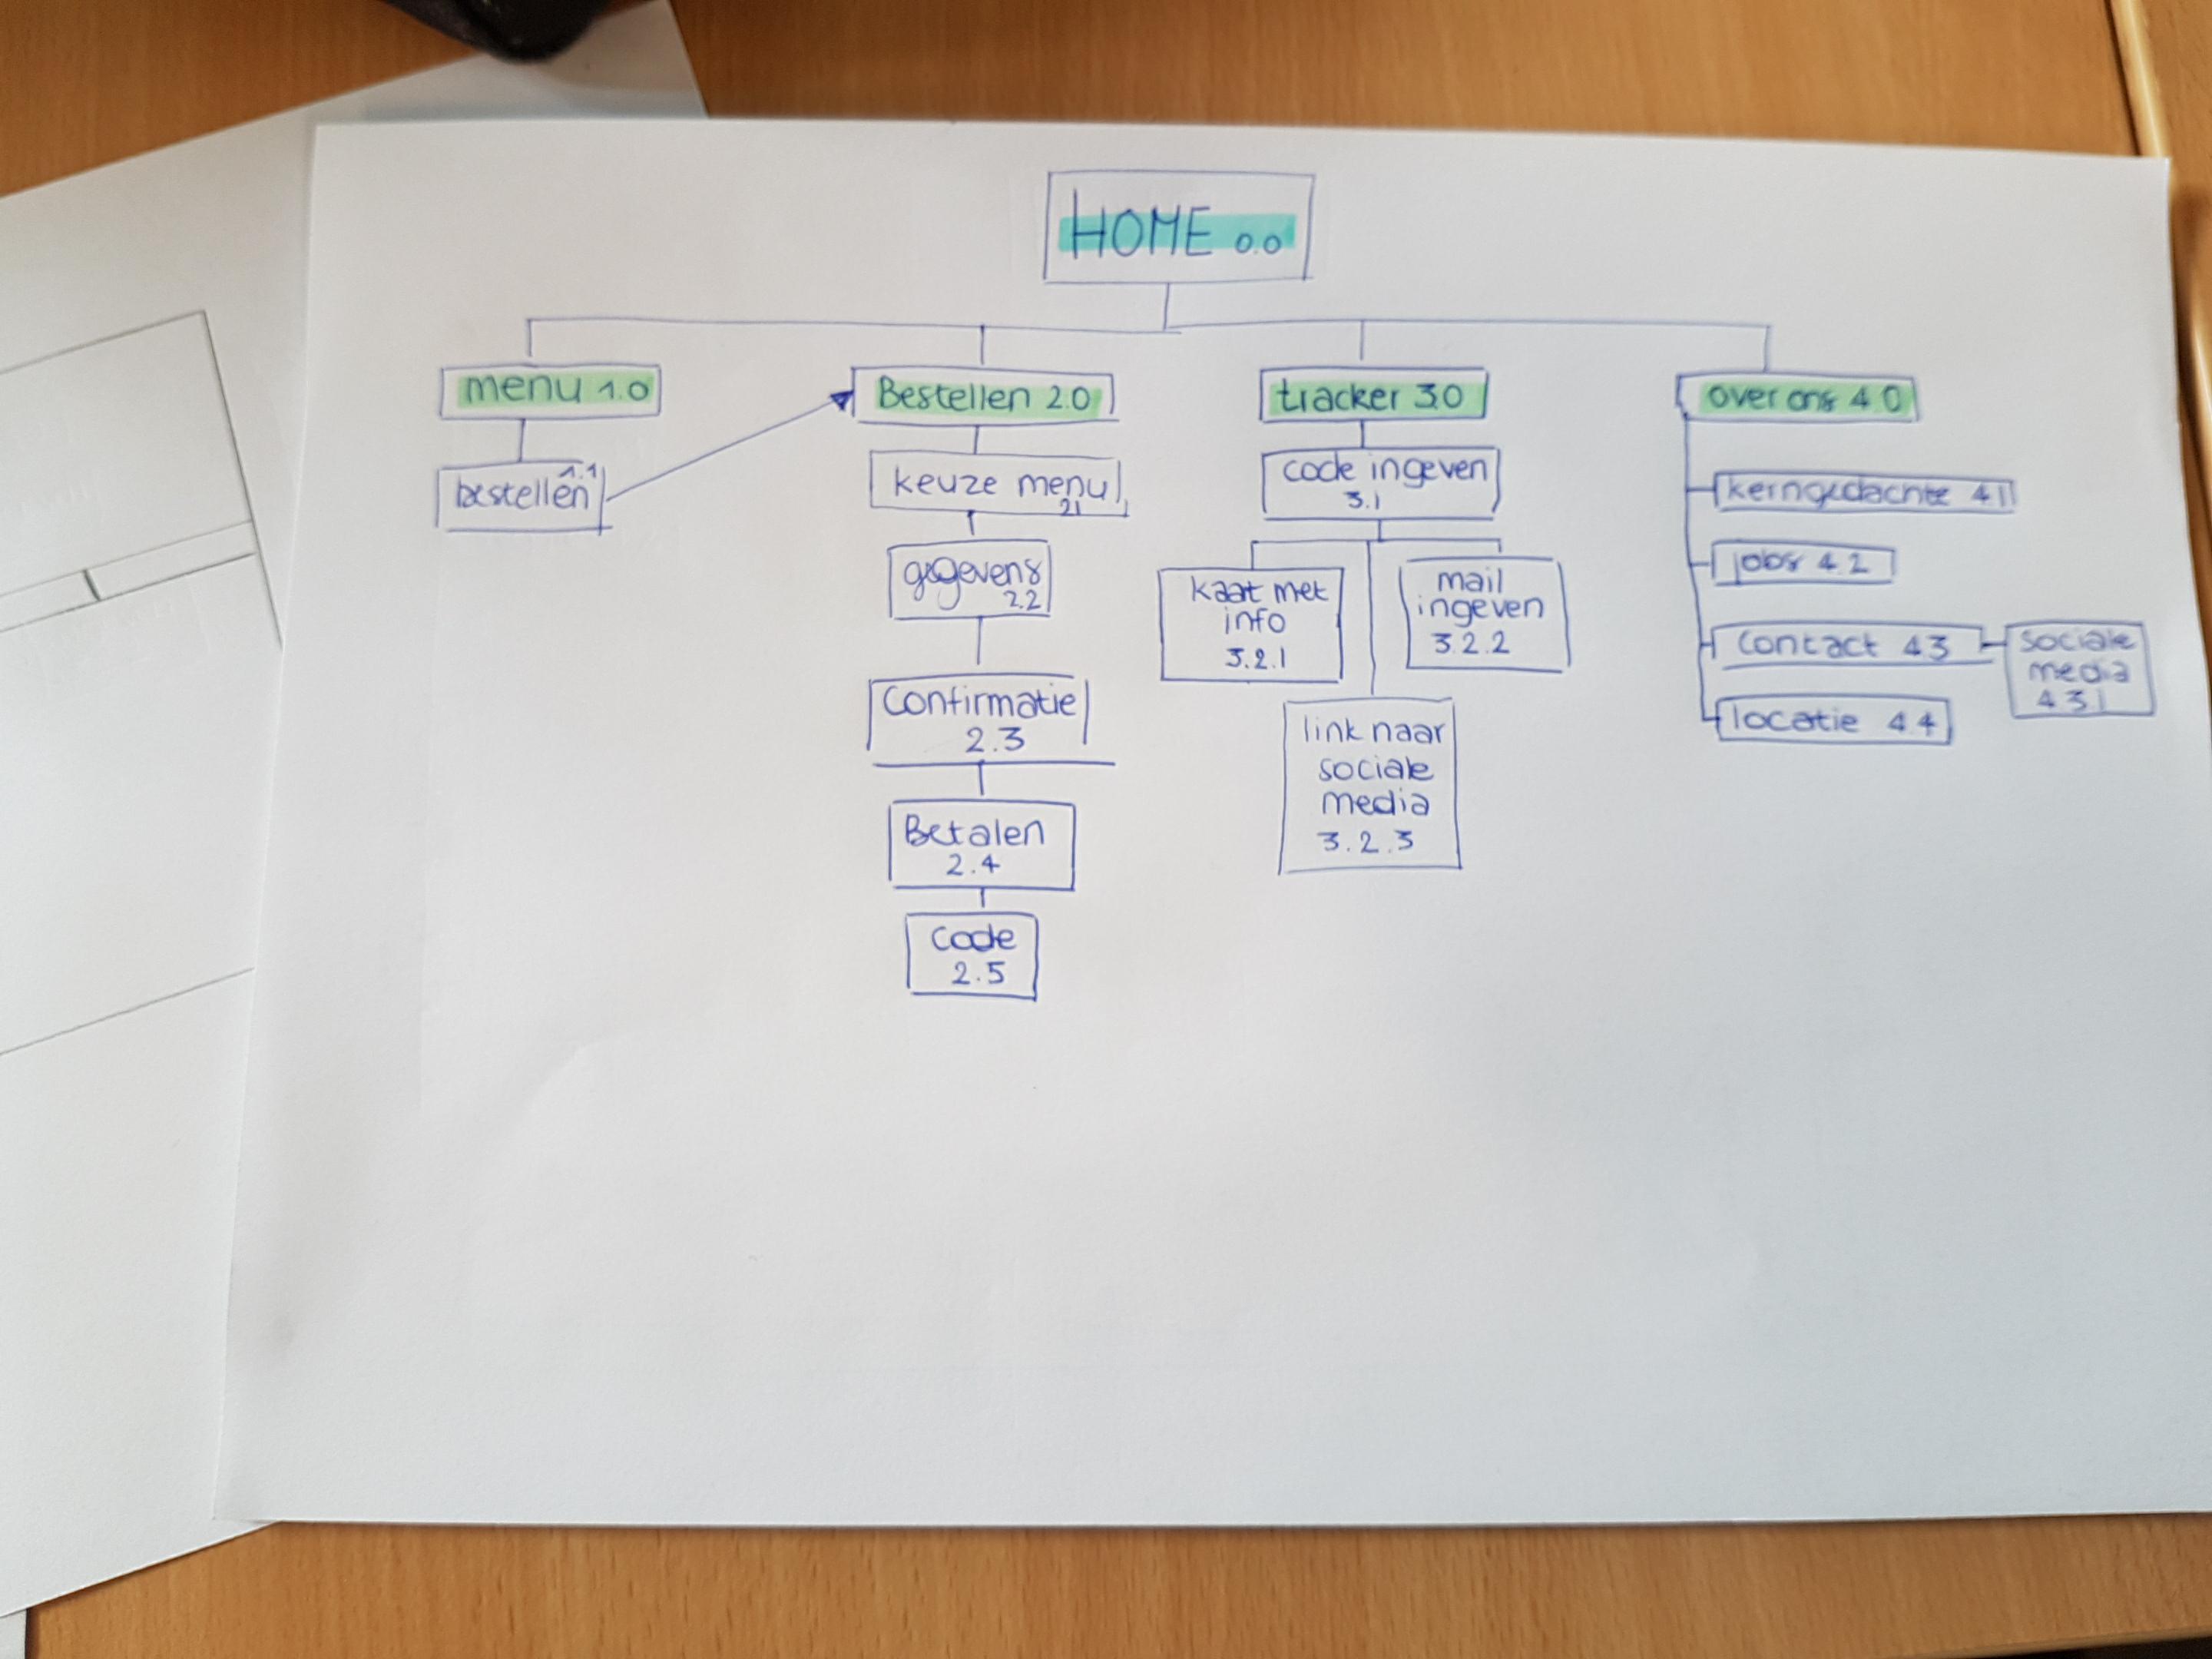 HOME 0.0
menu 1.0
Bestellen 2.0
tracker 3.0
over ons 4.0
1.1
bestellen
keuze menu
2.1
gegevens
2.2
Confirmatie
2.3
Betalen
2.4
Code
2.5
code ingeven
3.1
kaart met
info
3.2.1
mail
ingeven
3.2.2
link naar
sociale
media
3.2.3
kerngedachte 4.1
jobs 4.2
Contact 4.3
sociale
media
4.3.1
locatie 4.4